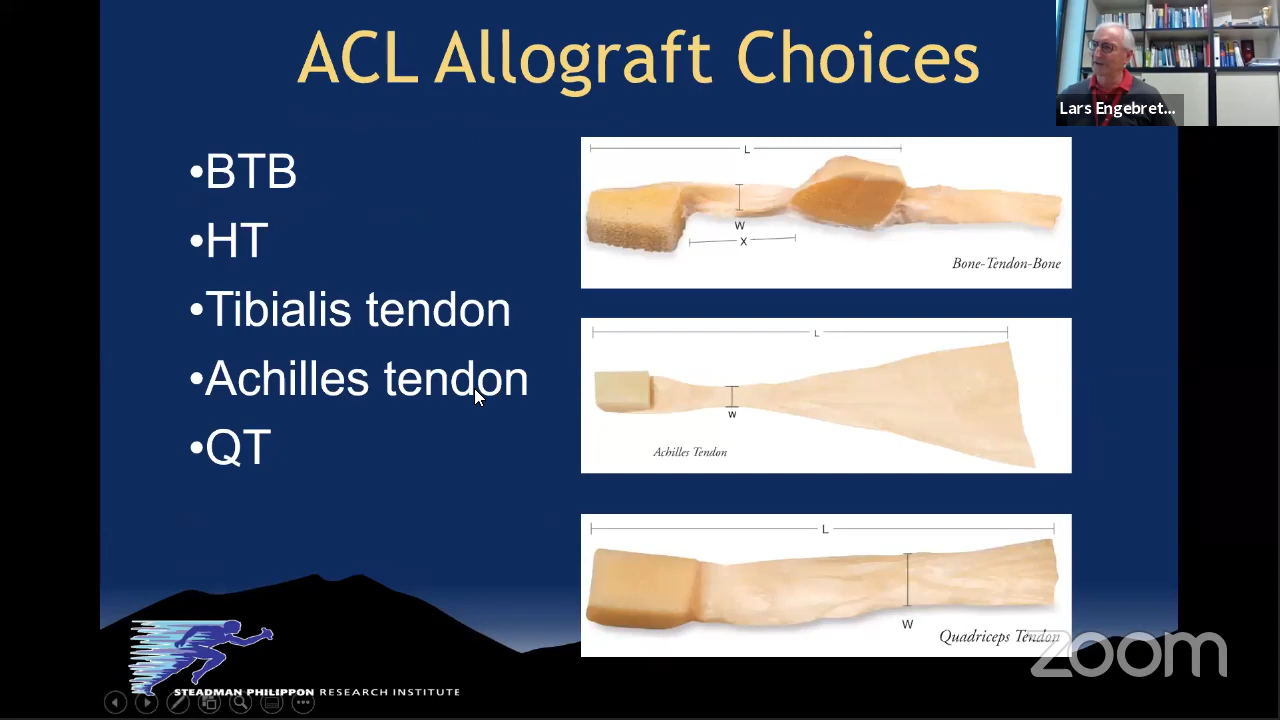 ACL Allograft Choices
Lars Engebret...
•BTB
•HT
•Tibialis tendon
•Achilles tendon
•QT
L
W
X
Bone-Tendon-Bone
L
W
Achilles Tendon
L
W
Quadriceps Tendon
STEADMAN PHILIPPON RESEARCH INSTITUTE
zoom